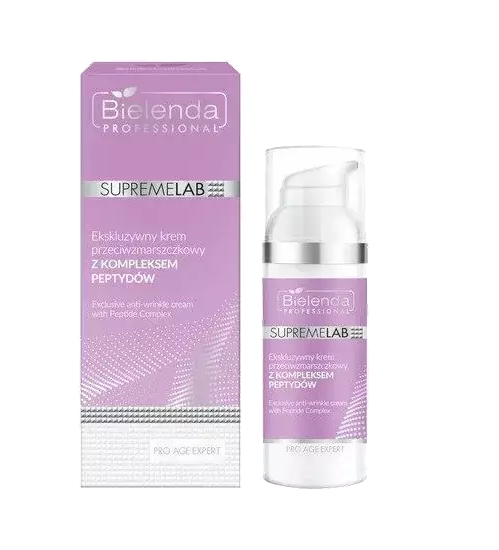 Bielenda
PROFESSIONAL
SUPREMELAB
Ekskluzywny krem
przeciwzmarszczkowy
Z KOMPLEKSEM
PEPTYDÓW
Exclusive anti-wrinkle cream
with Peptide Complex
PRO AGE EXPERT
Bielenda
PROFESSIONAL
SUPREMELAB
Ekskluzywny krem
przeciwzmarszczkowy
Z KOMPLEKSEM
PEPTYDÓW
Exclusive anti-wrinkle cream
with Peptide Complex
PRO AGE EXPERT